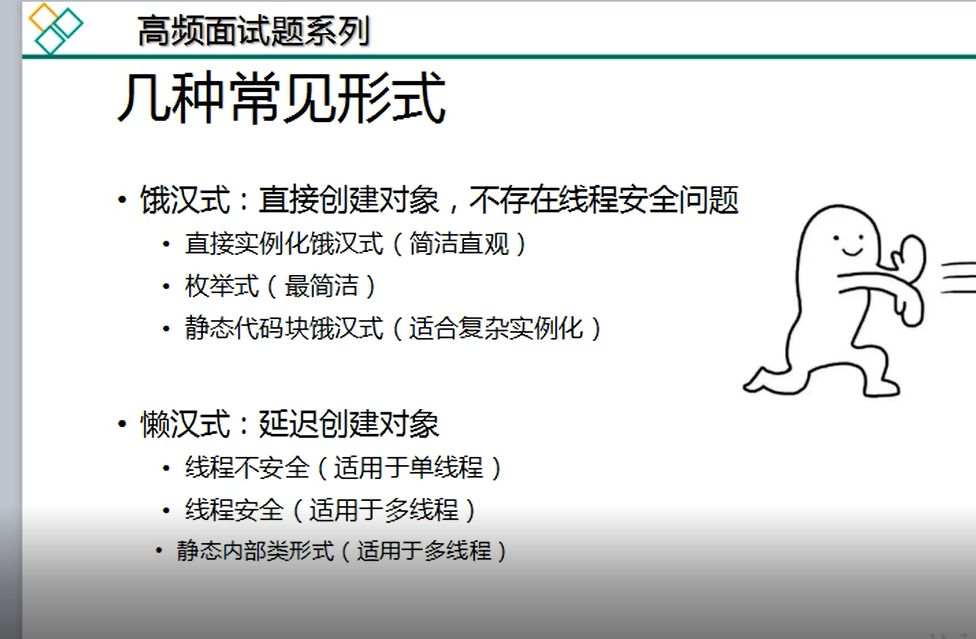 高频面试题系列
几种常见形式
• 饿汉式：直接创建对象，不存在线程安全问题
• 直接实例化饿汉式（简洁直观）
• 枚举式（最简洁）
• 静态代码块饿汉式（适合复杂实例化）
• 懒汉式：延迟创建对象
• 线程不安全（适用于单线程）
• 线程安全（适用于多线程）
• 静态内部类形式（适用于多线程）